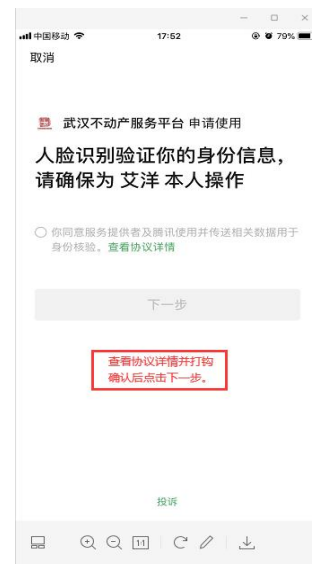 中国移动 17:52 79%
取消
武汉不动产服务平台 申请使用
人脸识别验证你的身份信息，
请确保为 艾洋 本人操作
你同意服务提供者及腾讯使用并传送相关数据用于
身份核验。查看协议详情
下一步
查看协议详情并打钩
确认后点击下一步。
投诉
1:1